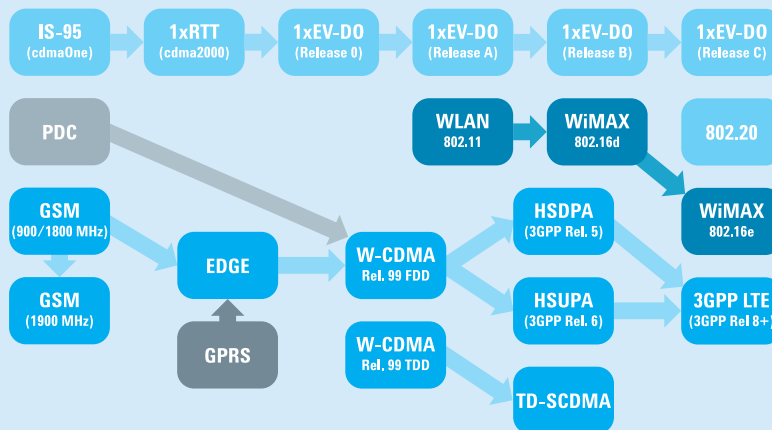 IS-95
(cdmaOne)
1xRTT
(cdma2000)
1xEV-DO
(Release 0)
1xEV-DO
(Release A)
1xEV-DO
(Release B)
1xEV-DO
(Release C)
PDC
WLAN
802.11
WiMAX
802.16d
802.20
GSM
(900/1800 MHz)
EDGE
W-CDMA
Rel. 99 FDD
HSDPA
(3GPP Rel. 5)
WiMAX
802.16e
GSM
(1900 MHz)
GPRS
W-CDMA
Rel. 99 TDD
HSUPA
(3GPP Rel. 6)
3GPP LTE
(3GPP Rel 8+)
TD-SCDMA